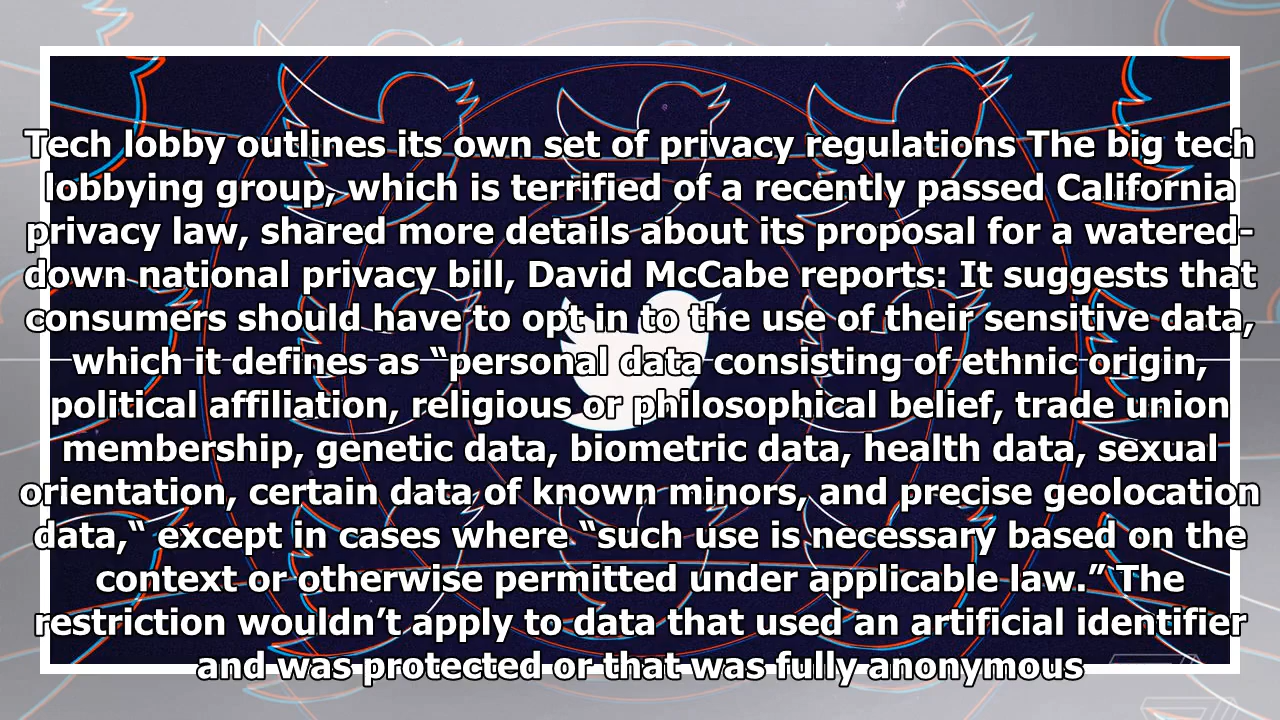 Tech lobby outlines its own set of privacy regulations The big tech
lobbying group, which is terrified of a recently passed California
privacy law, shared more details about its proposal for a watered-
down national privacy bill, David McCabe reports: It suggests that
consumers should have to opt in to the use of their sensitive data,
which it defines as “personal data consisting of ethnic origin,
political affiliation, religious or philosophical belief, trade union
membership, genetic data, biometric data, health data, sexual
orientation, certain data of known minors, and precise geolocation
data,“ except in cases where “such use is necessary based on the
context or otherwise permitted under applicable law.” The
restriction wouldn’t apply to data that used an artificial identifier
and was protected or that was fully anonymous